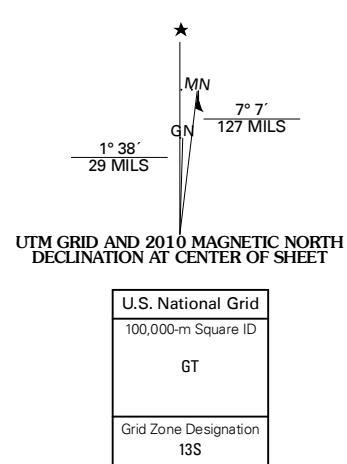 ★
MN
7° 7´
127 MILS
GN
1° 38´
29 MILS
UTM GRID AND 2010 MAGNETIC NORTH
DECLINATION AT CENTER OF SHEET
U.S. National Grid
100,000-m Square ID
GT
Grid Zone Designation
13S